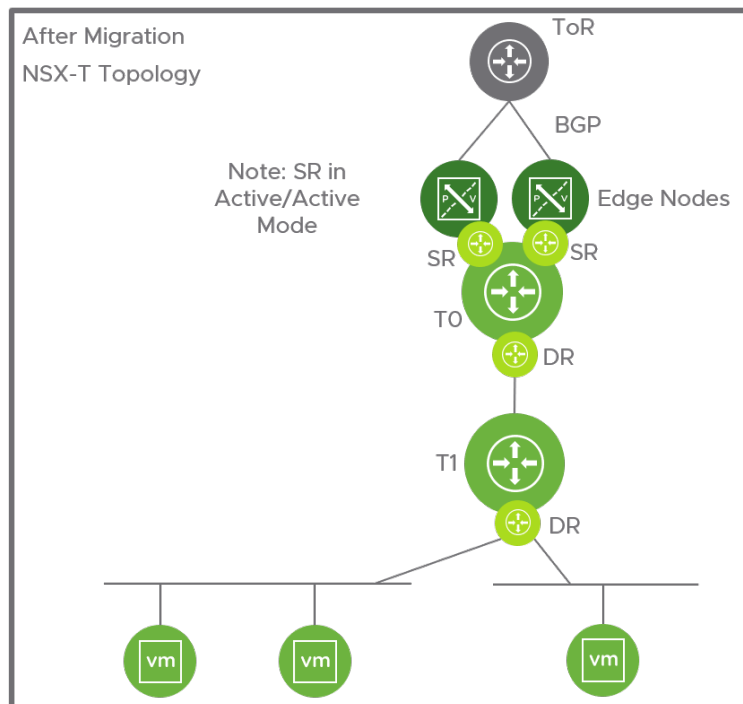 After Migration
NSX-T Topology
ToR
BGP
Note: SR in
Active/Active
Mode
P V
P V
Edge Nodes
SR
SR
T0
DR
T1
DR
vm
vm
vm